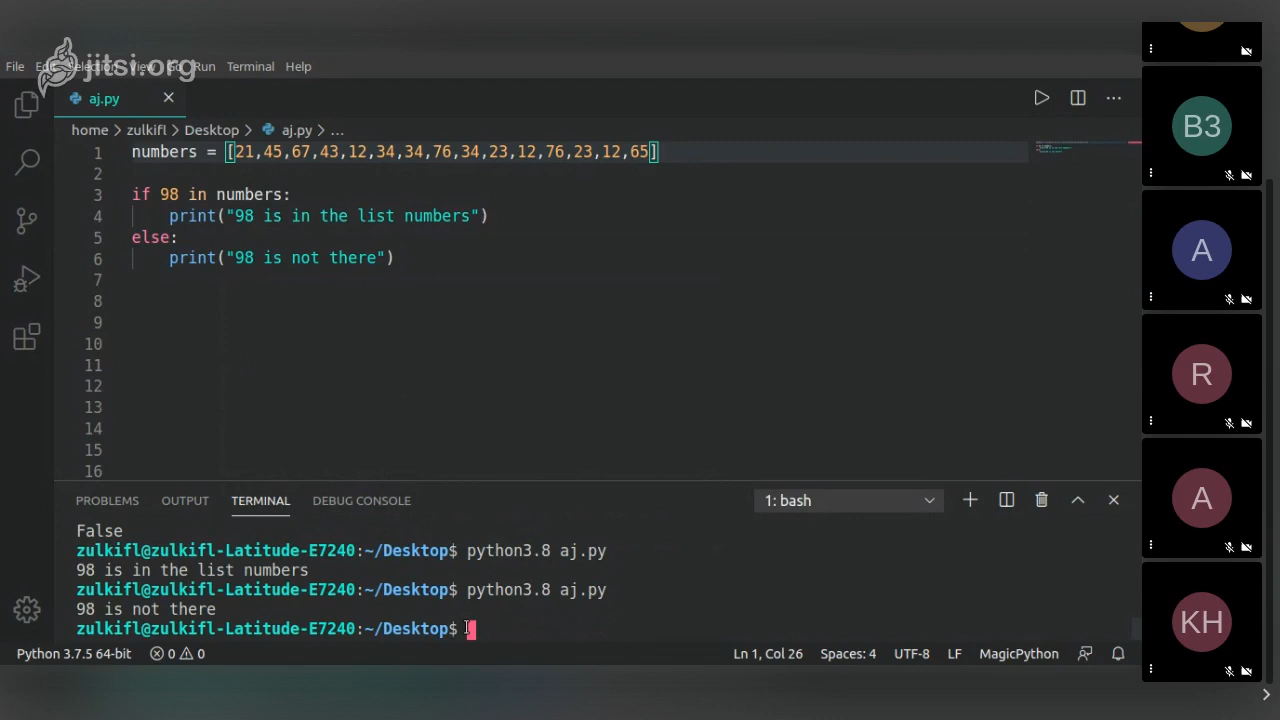 jitsi.org
File Edit Selection View Go Run Terminal Help
aj.py
home > zulkifl > Desktop > aj.py > ...
1 numbers = [21,45,67,43,12,34,34,76,34,23,12,76,23,12,65]
2
3 if 98 in numbers:
4     print("98 is in the list numbers")
5 else:
6     print("98 is not there")
7
8
9
10
11
12
13
14
15
16
PROBLEMS OUTPUT TERMINAL DEBUG CONSOLE 1: bash
False
zulkifl@zulkifl-Latitude-E7240:~/Desktop$ python3.8 aj.py
98 is in the list numbers
zulkifl@zulkifl-Latitude-E7240:~/Desktop$ python3.8 aj.py
98 is not there
zulkifl@zulkifl-Latitude-E7240:~/Desktop$
Python 3.7.5 64-bit 0 0 Ln 1, Col 26 Spaces: 4 UTF-8 LF MagicPython
B3
A
R
A
KH